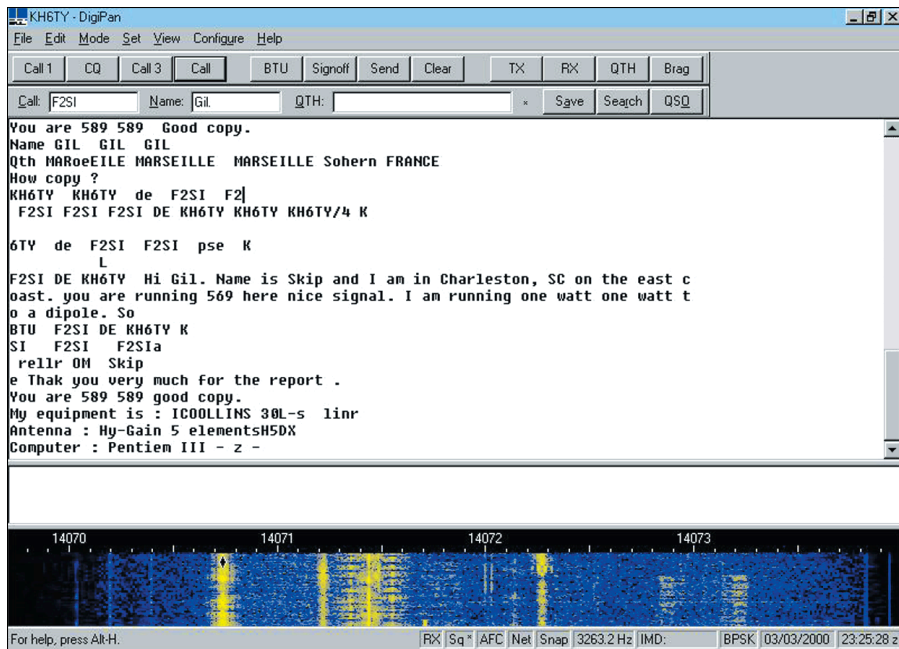 KH6TY - DigiPan
File Edit Mode Set View Configure Help
Call 1 CQ Call 3 Call BTU Signoff Send Clear TX RX QTH Brag
Call: F2SI Name: Gil. QTH: Save Search QSO
You are 589 589 Good copy.
Name GIL GIL GIL
Qth MARoeEILE MARSEILLE MARSEILLE Sohern FRANCE
How copy ?
KH6TY KH6TY de F2SI F2
F2SI F2SI F2SI DE KH6TY KH6TY KH6TY/4 K
6TY de F2SI F2SI pse K
L
F2SI DE KH6TY Hi Gil. Name is Skip and I am in Charleston, SC on the east c
oast. you are running 569 here nice signal. I am running one watt one watt t
o a dipole. So
BTU F2SI DE KH6TY K
SI F2SI F2SIa
rellr OM Skip
e Thak you very much for the report .
You are 589 589 good copy.
My equipment is : ICOOLLINS 30L-s linr
Antenna : Hy-Gain 5 elementsH5DX
Computer : Pentiem III - z -
14070 14071 14072 14073
For help, press Alt-H. RX Sq * AFC Net Snap 3263.2 Hz IMD: BPSK 03/03/2000 23:25:28 z